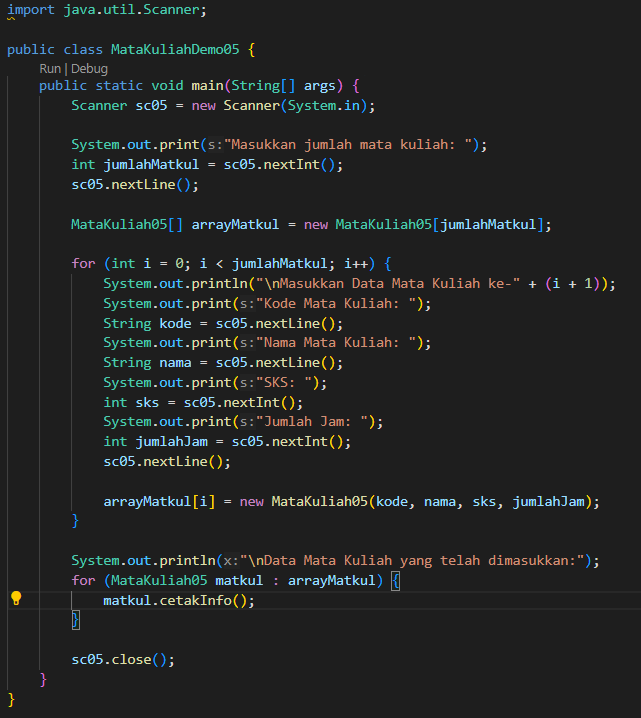 import java.util.Scanner;
public class MataKuliahDemo05 {
Run | Debug
public static void main(String[] args) {
Scanner sc05 = new Scanner(System.in);
System.out.print(s:"Masukkan jumlah mata kuliah: ");
int jumlahMatkul = sc05.nextInt();
sc05.nextLine();
MataKuliah05[] arrayMatkul = new MataKuliah05[jumlahMatkul];
for (int i = 0; i < jumlahMatkul; i++) {
System.out.println("\nMasukkan Data Mata Kuliah ke-" + (i + 1));
System.out.print(s:"Kode Mata Kuliah: ");
String kode = sc05.nextLine();
System.out.print(s:"Nama Mata Kuliah: ");
String nama = sc05.nextLine();
System.out.print(s:"SKS: ");
int sks = sc05.nextInt();
System.out.print(s:"Jumlah Jam: ");
int jumlahJam = sc05.nextInt();
sc05.nextLine();
arrayMatkul[i] = new MataKuliah05(kode, nama, sks, jumlahJam);
}
System.out.println(x:"\nData Mata Kuliah yang telah dimasukkan:");
for (MataKuliah05 matkul : arrayMatkul) {
matkul.cetakInfo();
}
sc05.close();
}
}